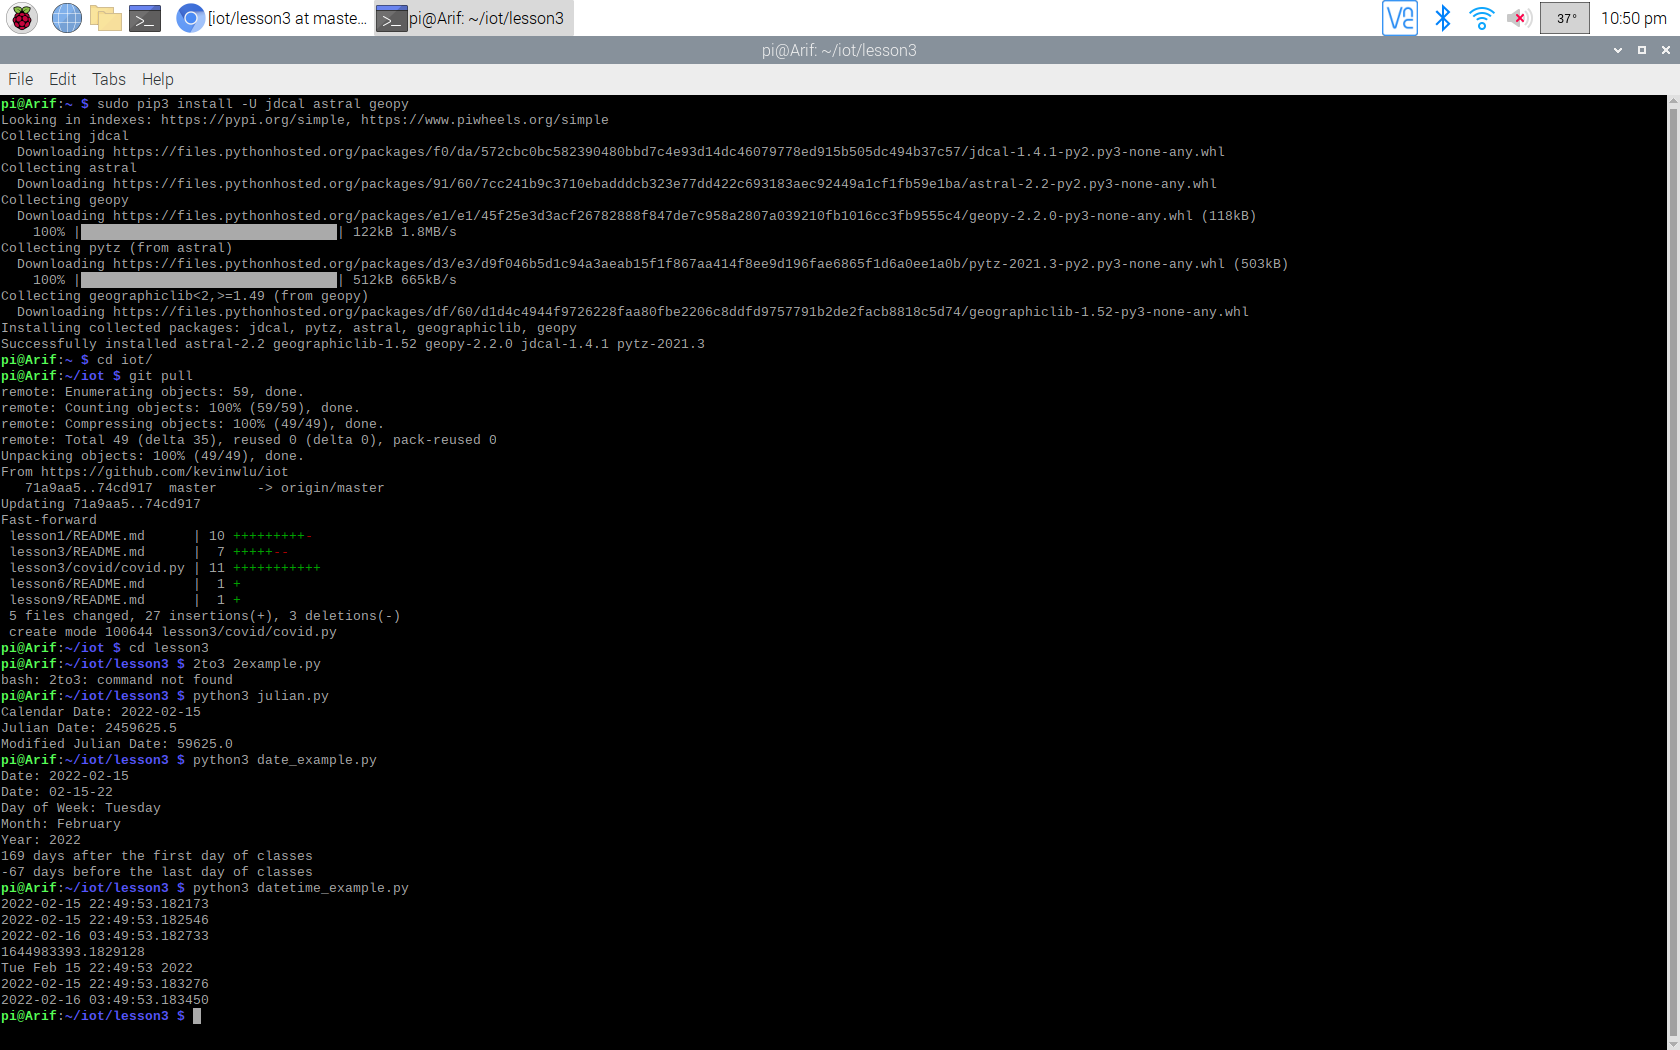 [iot/lesson3 at maste...
pi@Arif: ~/iot/lesson3
37°
10:50 pm
pi@Arif: ~/iot/lesson3
File Edit Tabs Help
pi@Arif:~ $ sudo pip3 install -U jdcal astral geopy
Looking in indexes: https://pypi.org/simple, https://www.piwheels.org/simple
Collecting jdcal
  Downloading https://files.pythonhosted.org/packages/f0/da/572cbc0bc582390480bbd7c4e93d14dc46079778ed915b505dc494b37c57/jdcal-1.4.1-py2.py3-none-any.whl
Collecting astral
  Downloading https://files.pythonhosted.org/packages/91/60/7cc241b9c3710ebadddcb323e77dd422c693183aec92449a1cf1fb59e1ba/astral-2.2-py2.py3-none-any.whl
Collecting geopy
  Downloading https://files.pythonhosted.org/packages/e1/e1/45f25e3d3acf26782888f847de7c958a2807a039210fb1016cc3fb9555c4/geopy-2.2.0-py3-none-any.whl (118kB)
    100% |                                | 122kB 1.8MB/s
Collecting pytz (from astral)
  Downloading https://files.pythonhosted.org/packages/d3/e3/d9f046b5d1c94a3aeab15f1f867aa414f8ee9d196fae6865f1d6a0ee1a0b/pytz-2021.3-py2.py3-none-any.whl (503kB)
    100% |                                | 512kB 665kB/s
Collecting geographiclib<2,>=1.49 (from geopy)
  Downloading https://files.pythonhosted.org/packages/df/60/d1d4c4944f9726228faa80fbe2206c8ddfd9757791b2de2facb8818c5d74/geographiclib-1.52-py3-none-any.whl
Installing collected packages: jdcal, pytz, astral, geographiclib, geopy
Successfully installed astral-2.2 geographiclib-1.52 geopy-2.2.0 jdcal-1.4.1 pytz-2021.3
pi@Arif:~ $ cd iot/
pi@Arif:~/iot $ git pull
remote: Enumerating objects: 59, done.
remote: Counting objects: 100% (59/59), done.
remote: Compressing objects: 100% (49/49), done.
remote: Total 49 (delta 35), reused 0 (delta 0), pack-reused 0
Unpacking objects: 100% (49/49), done.
From https://github.com/kevinwlu/iot
   71a9aa5..74cd917  master     -> origin/master
Updating 71a9aa5..74cd917
Fast-forward
 lesson1/README.md      | 10 +++++++++-
 lesson3/README.md      |  7 +++++--
 lesson3/covid/covid.py | 11 +++++++++++
 lesson6/README.md      |  1 +
 lesson9/README.md      |  1 +
 5 files changed, 27 insertions(+), 3 deletions(-)
 create mode 100644 lesson3/covid/covid.py
pi@Arif:~/iot $ cd lesson3
pi@Arif:~/iot/lesson3 $ 2to3 2example.py
bash: 2to3: command not found
pi@Arif:~/iot/lesson3 $ python3 julian.py
Calendar Date: 2022-02-15
Julian Date: 2459625.5
Modified Julian Date: 59625.0
pi@Arif:~/iot/lesson3 $ python3 date_example.py
Date: 2022-02-15
Date: 02-15-22
Day of Week: Tuesday
Month: February
Year: 2022
169 days after the first day of classes
-67 days before the last day of classes
pi@Arif:~/iot/lesson3 $ python3 datetime_example.py
2022-02-15 22:49:53.182173
2022-02-15 22:49:53.182546
2022-02-16 03:49:53.182733
1644983393.1829128
Tue Feb 15 22:49:53 2022
2022-02-15 22:49:53.183276
2022-02-16 03:49:53.183450
pi@Arif:~/iot/lesson3 $